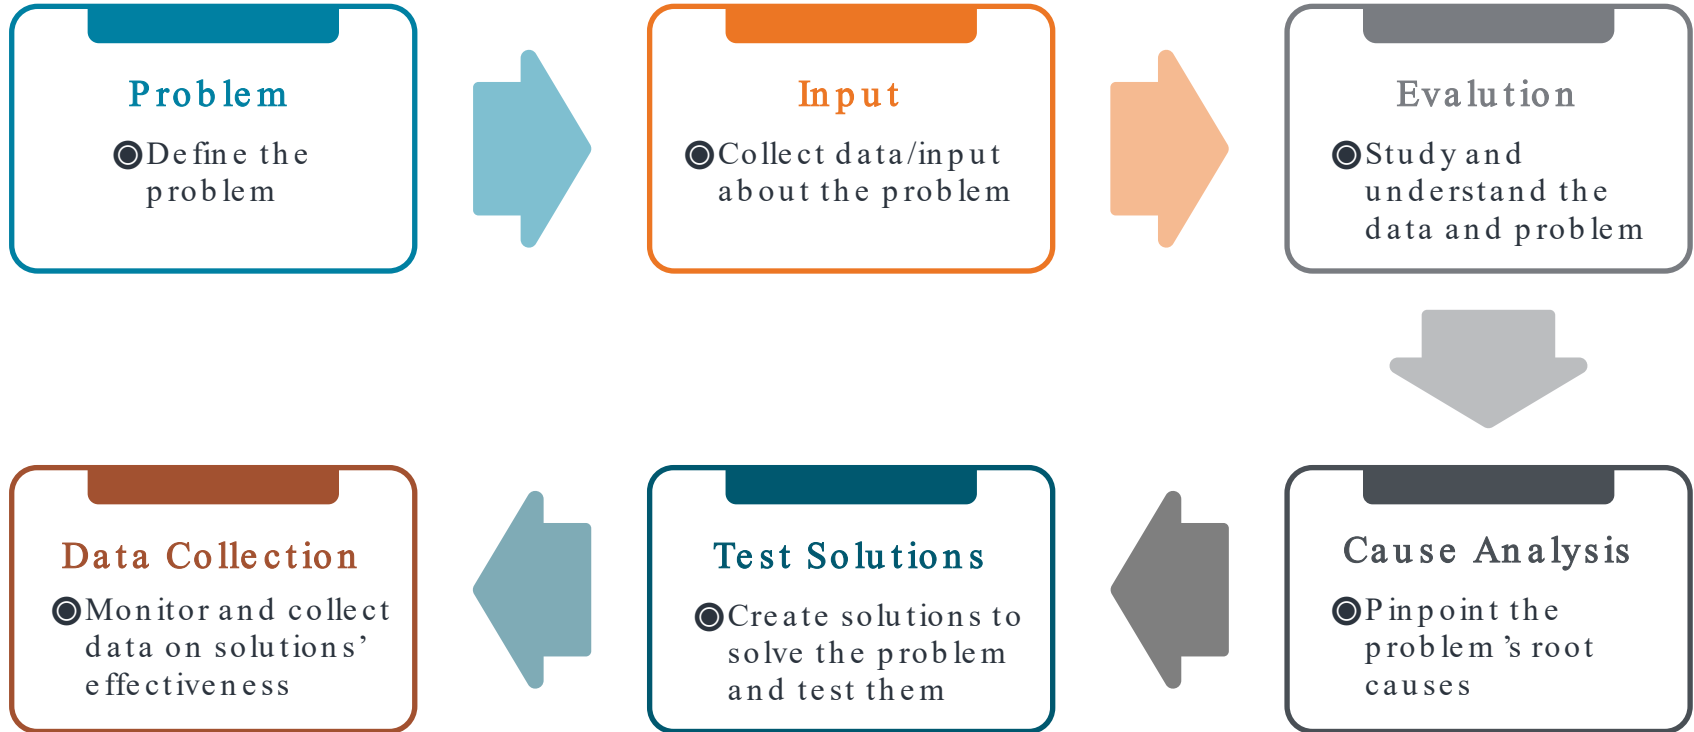 Problem
Define the
problem
Input
Collect data/input
about the problem
Evalution
Study and
understand the
data and problem
Cause Analysis
Pinpoint the
problem's root
causes
Test Solutions
Create solutions to
solve the problem
and test them
Data Collection
Monitor and collect
data on solutions’
effectiveness